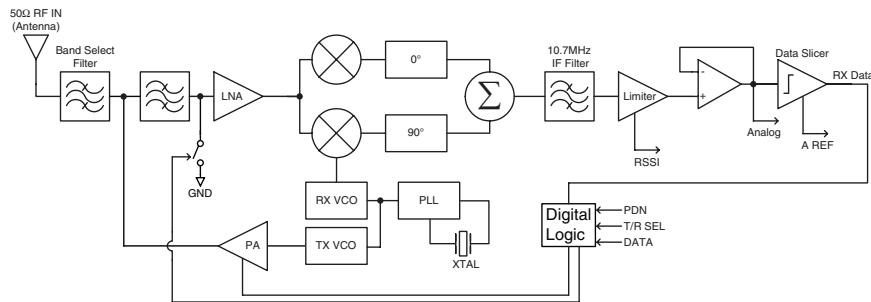 50Ω RF IN
(Antenna)
Band Select
Filter
LNA
0°
90°
Σ
10.7MHz
IF Filter
Limiter
RSSI
-
+
Analog
Data Slicer
RX Data
A REF
GND
RX VCO
PLL
TX VCO
PA
XTAL
Digital
Logic
PDN
T/R SEL
DATA